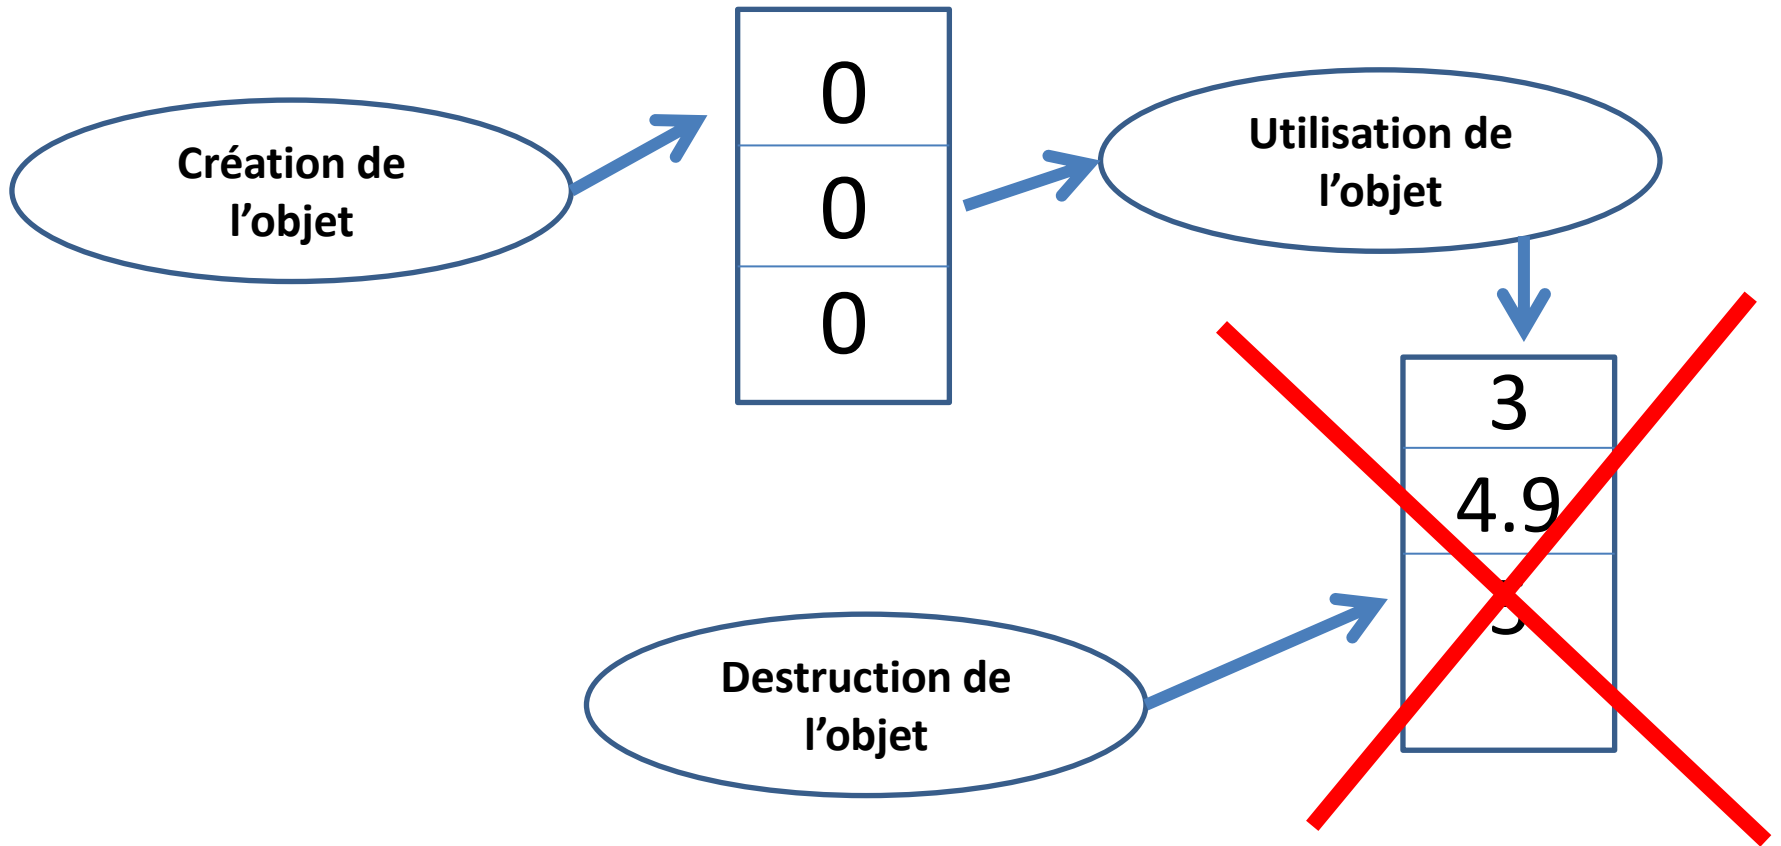 Création de
l’objet
0
0
0
Utilisation de
l’objet
3
4.9
Destruction de
l’objet